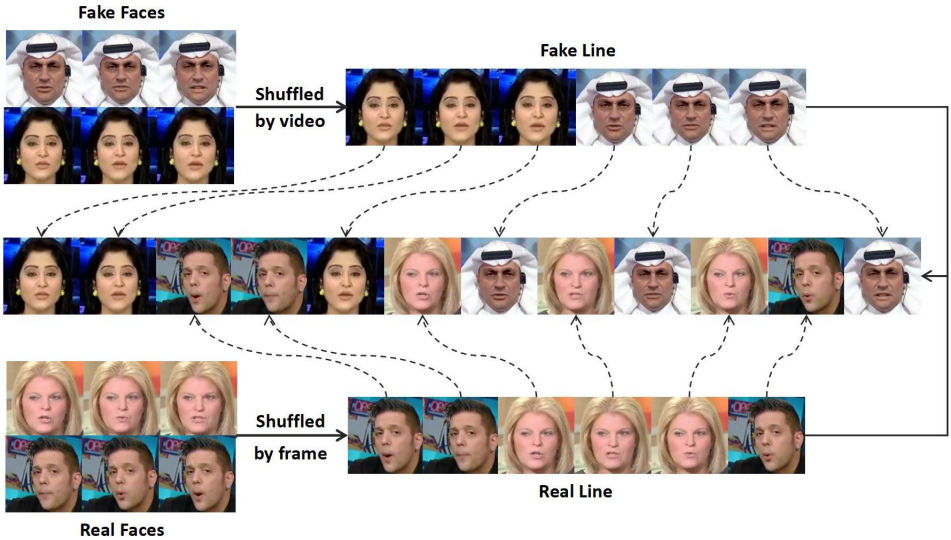 Fake Faces
Fake Line
Shuffled
by video
Shuffled
by frame
Real Line
Real Faces